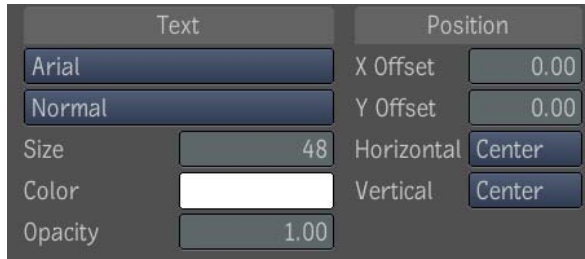 Text Position
Arial X Offset 0.00
Normal Y Offset 0.00
Size 48 Horizontal Center
Color Vertical Center
Opacity 1.00